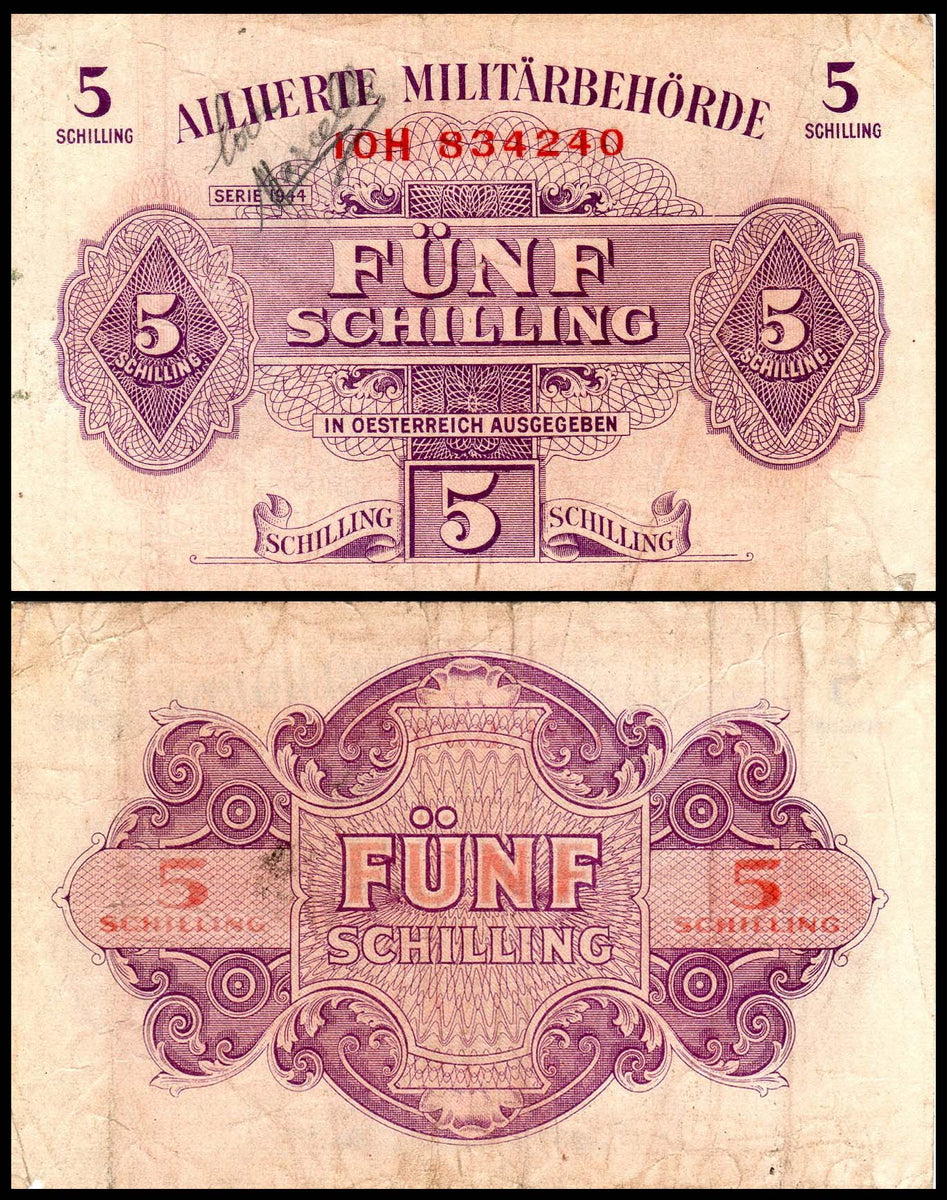 5 5
SCHILLING SCHILLING
ALLIIERTE MILITÄRBEHÖRDE
10H 834240
SERIE 1944
FÜNF
SCHILLING
5 5
SCHILLING SCHILLING
IN OESTERREICH AUSGEGEBEN
SCHILLING 5 SCHILLING
FÜNF
5 5
SCHILLING SCHILLING
SCHILLING